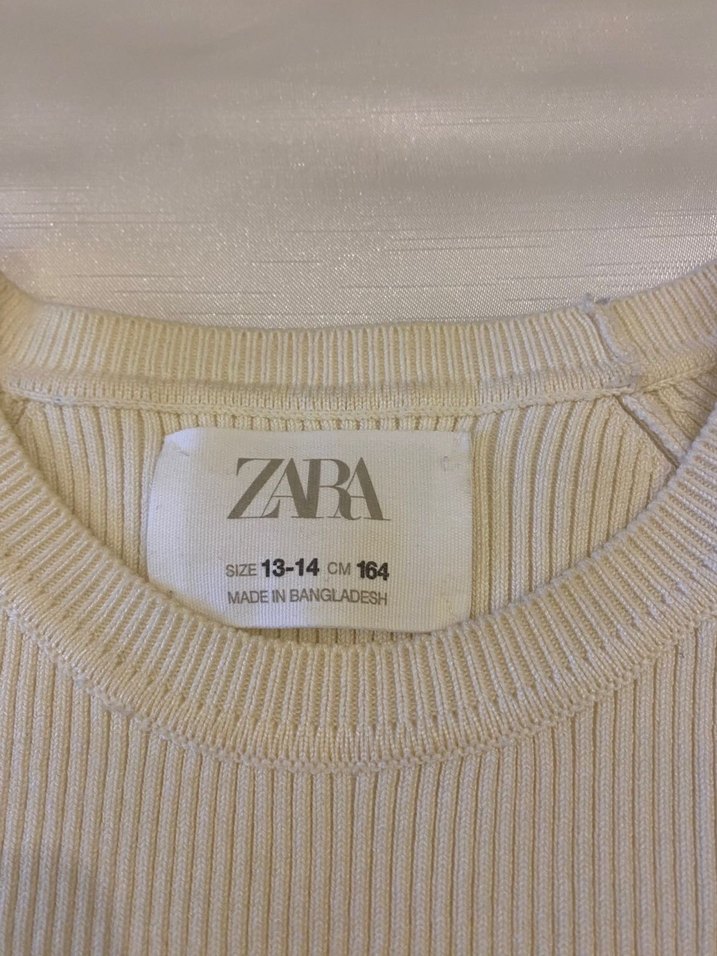 ZARA
SIZE 13-14 CM 164
MADE IN BANGLADESH